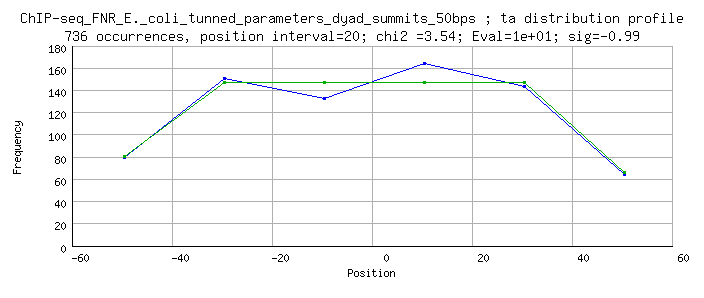 ChIP-seq_FNR_E._coli_tunned_parameters_dyad_summits_50bps ; ta distribution profile
736 occurrences, position interval=20; chi2 =3.54; Eval=1e+01; sig=-0.99
180
160
140
120
100
80
60
40
20
0
Frequency
-60 -40 -20 0 20 40 60
Position